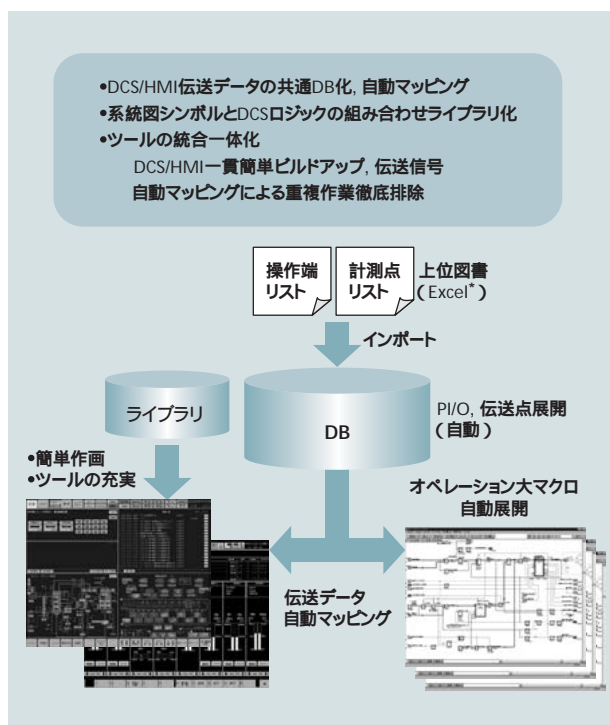 •DCS/HMI伝送データの共通DB化, 自動マッピング
•系統図シンボルとDCSロジックの組み合わせライブラリ化
•ツールの統合一体化
DCS/HMI一貫簡単ビルドアップ, 伝送信号
自動マッピングによる重複作業徹底排除
操作端
リスト
計測点
リスト
上位図書
(Excel*)
インポート
ライブラリ
DB
PI/O, 伝送点展開
(自動)
•簡単作画
•ツールの充実
オペレーション大マクロ
自動展開
伝送データ
自動マッピング